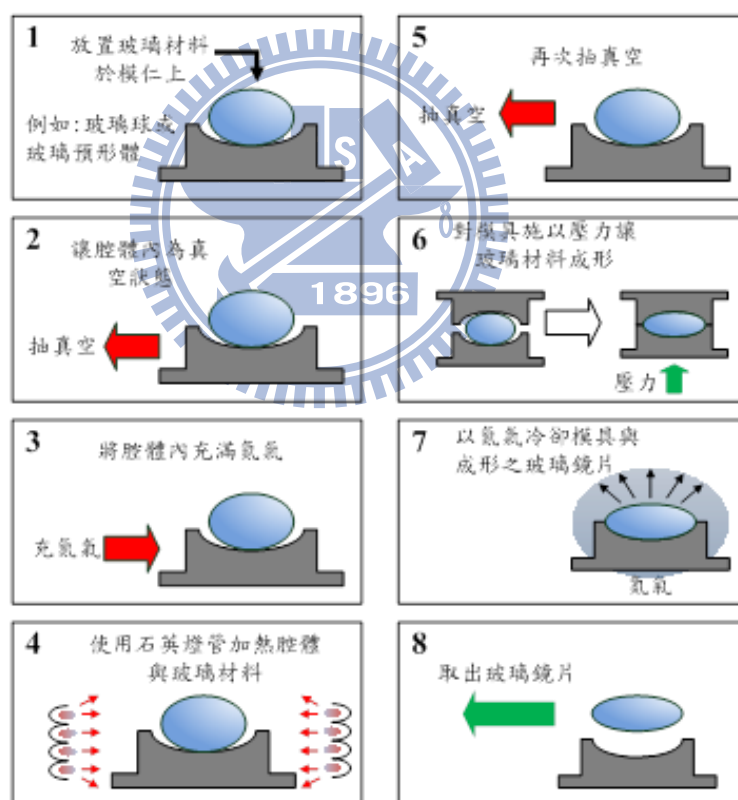 1
放置玻璃材料
於模仁上
例如:玻璃球或
玻璃預形體
2
讓腔體內為真
空狀態
抽真空
3
將腔體內充滿氮氣
充氮氣
4
使用石英燈管加熱腔體
與玻璃材料
5
再次抽真空
抽真空
6
對模具施以壓力讓
玻璃材料成形
壓力
7
以氮氣冷卻模具與
成形之玻璃鏡片
氮氣
8
取出玻璃鏡片
S A
1896